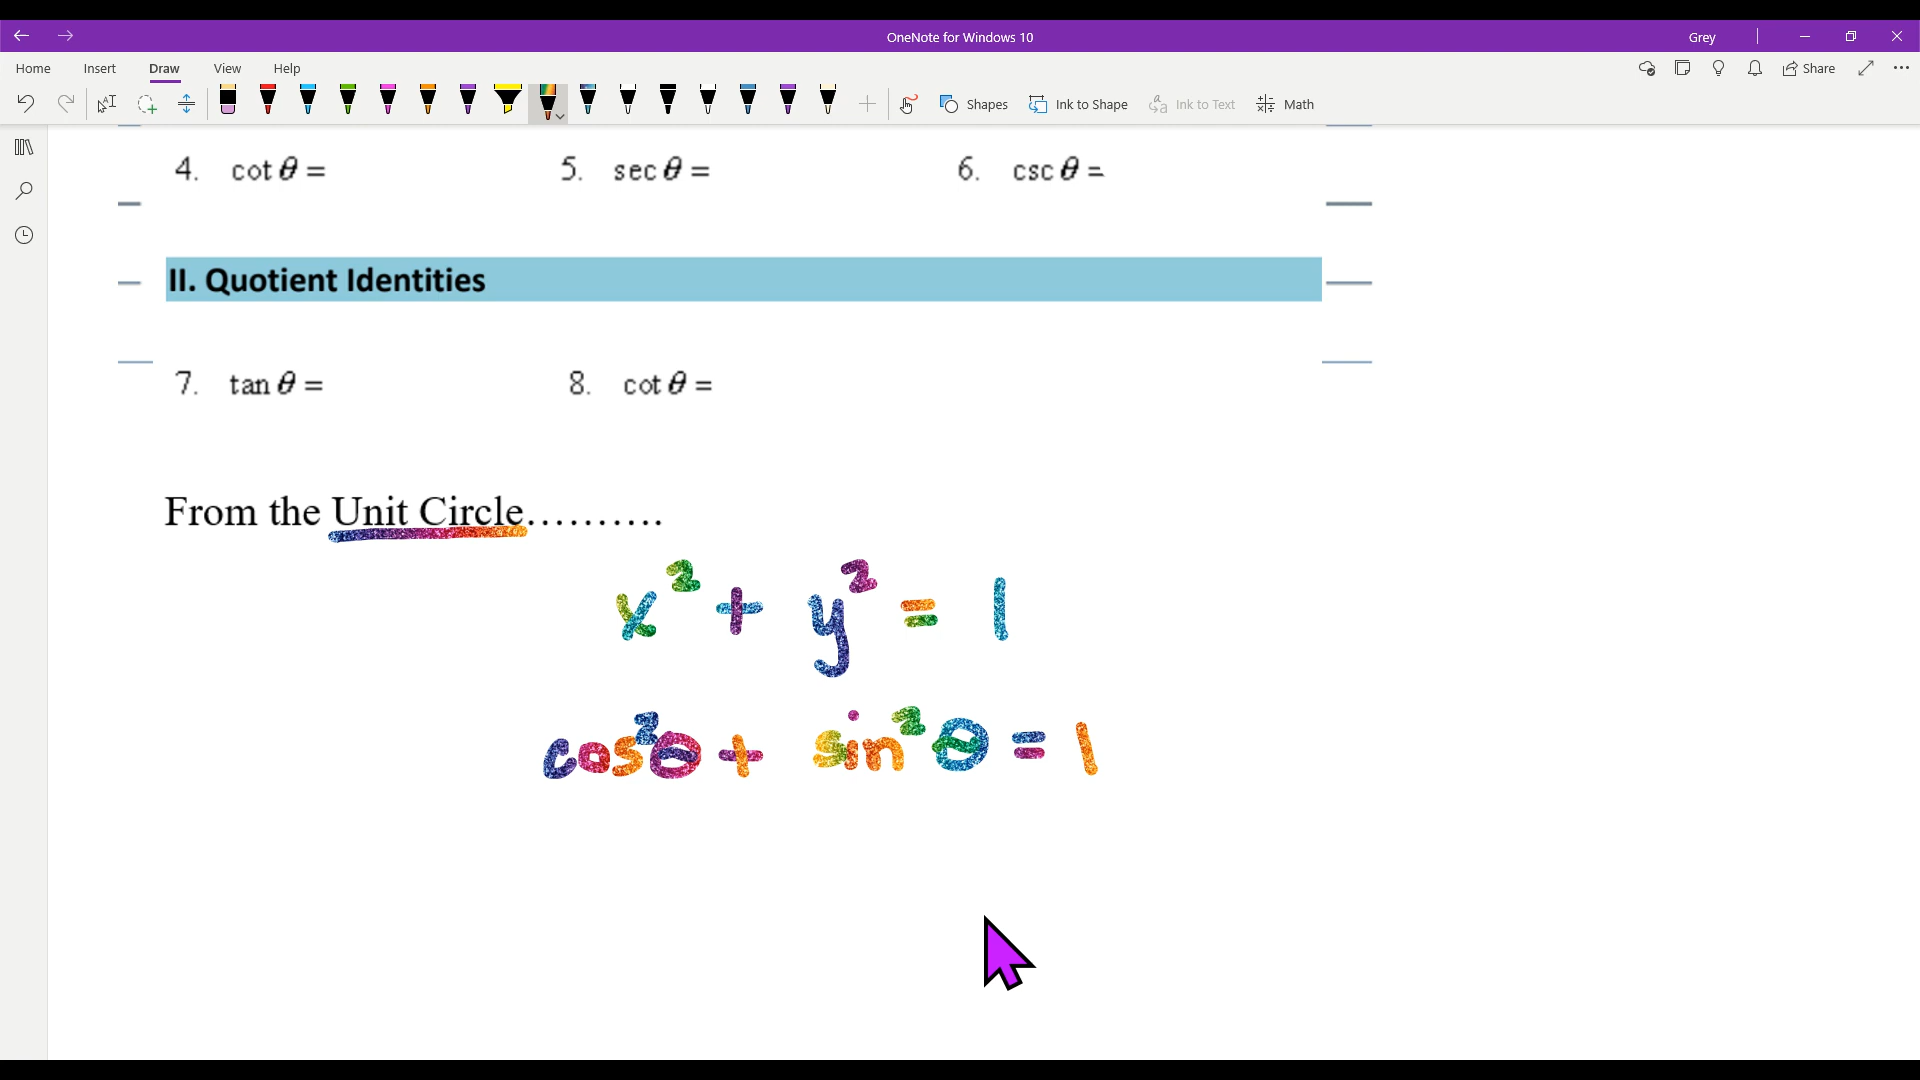 OneNote for Windows 10
Grey
Home Insert Draw View Help
Share
Shapes Ink to Shape Ink to Text Math
4. cot θ = 5. sec θ = 6. csc θ =
II. Quotient Identities
7. tan θ = 8. cot θ =
From the Unit Circle..........
x² + y² = 1
cos²θ + sin²θ = 1